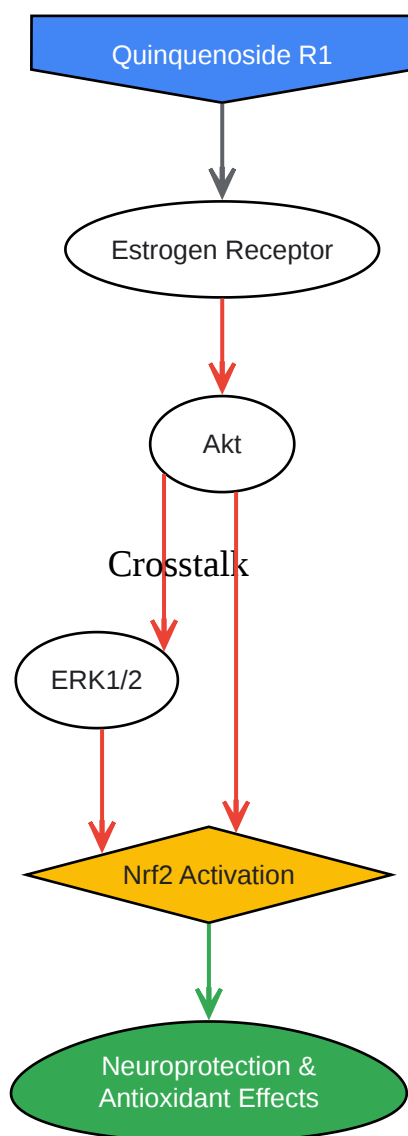 Quinquenoside R1
Estrogen Receptor
Akt
Crosstalk
ERK1/2
Nrf2 Activation
Neuroprotection &
Antioxidant Effects